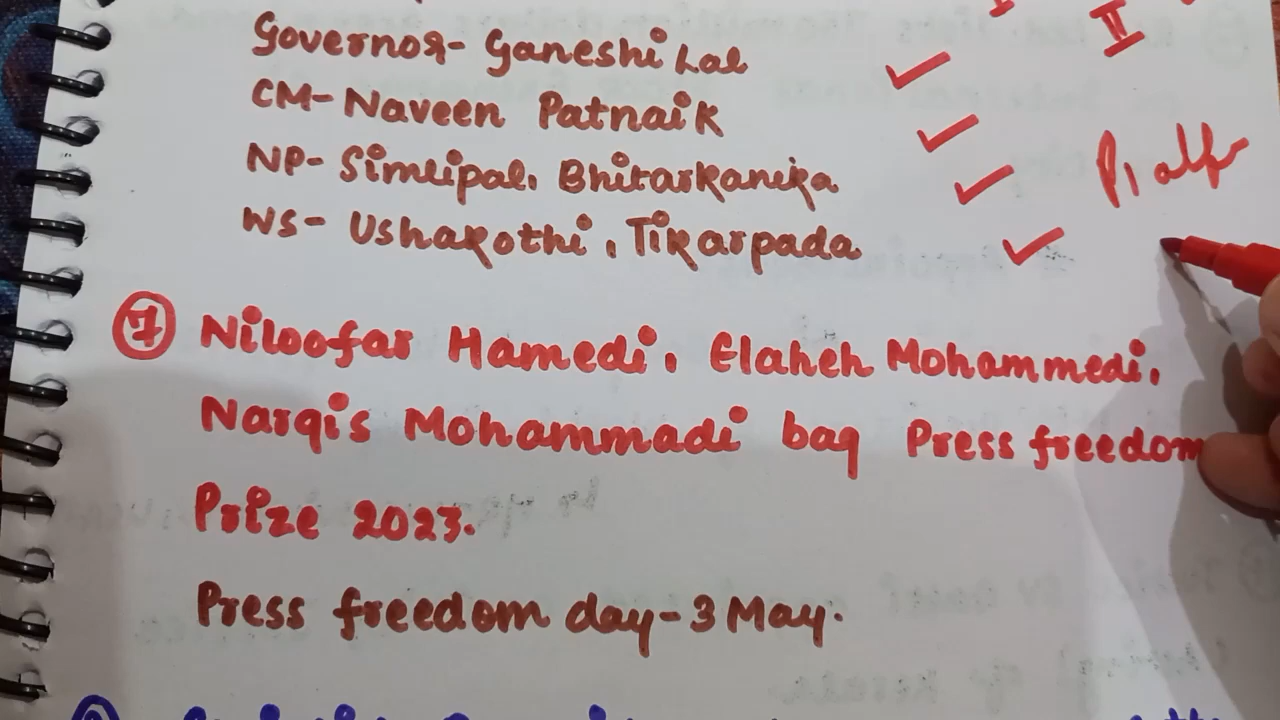 II
Governor- Ganeshi Lal
CM- Naveen Patnaik
NP- Simlipal, Bhitarkanika
WS- Ushakothi, Tikarpada
7 Niloofar Hamedi, Elaheh Mohammedi,
Nargis Mohammadi bag Press freedom
Prize 2023.
Press freedom day- 3 May.